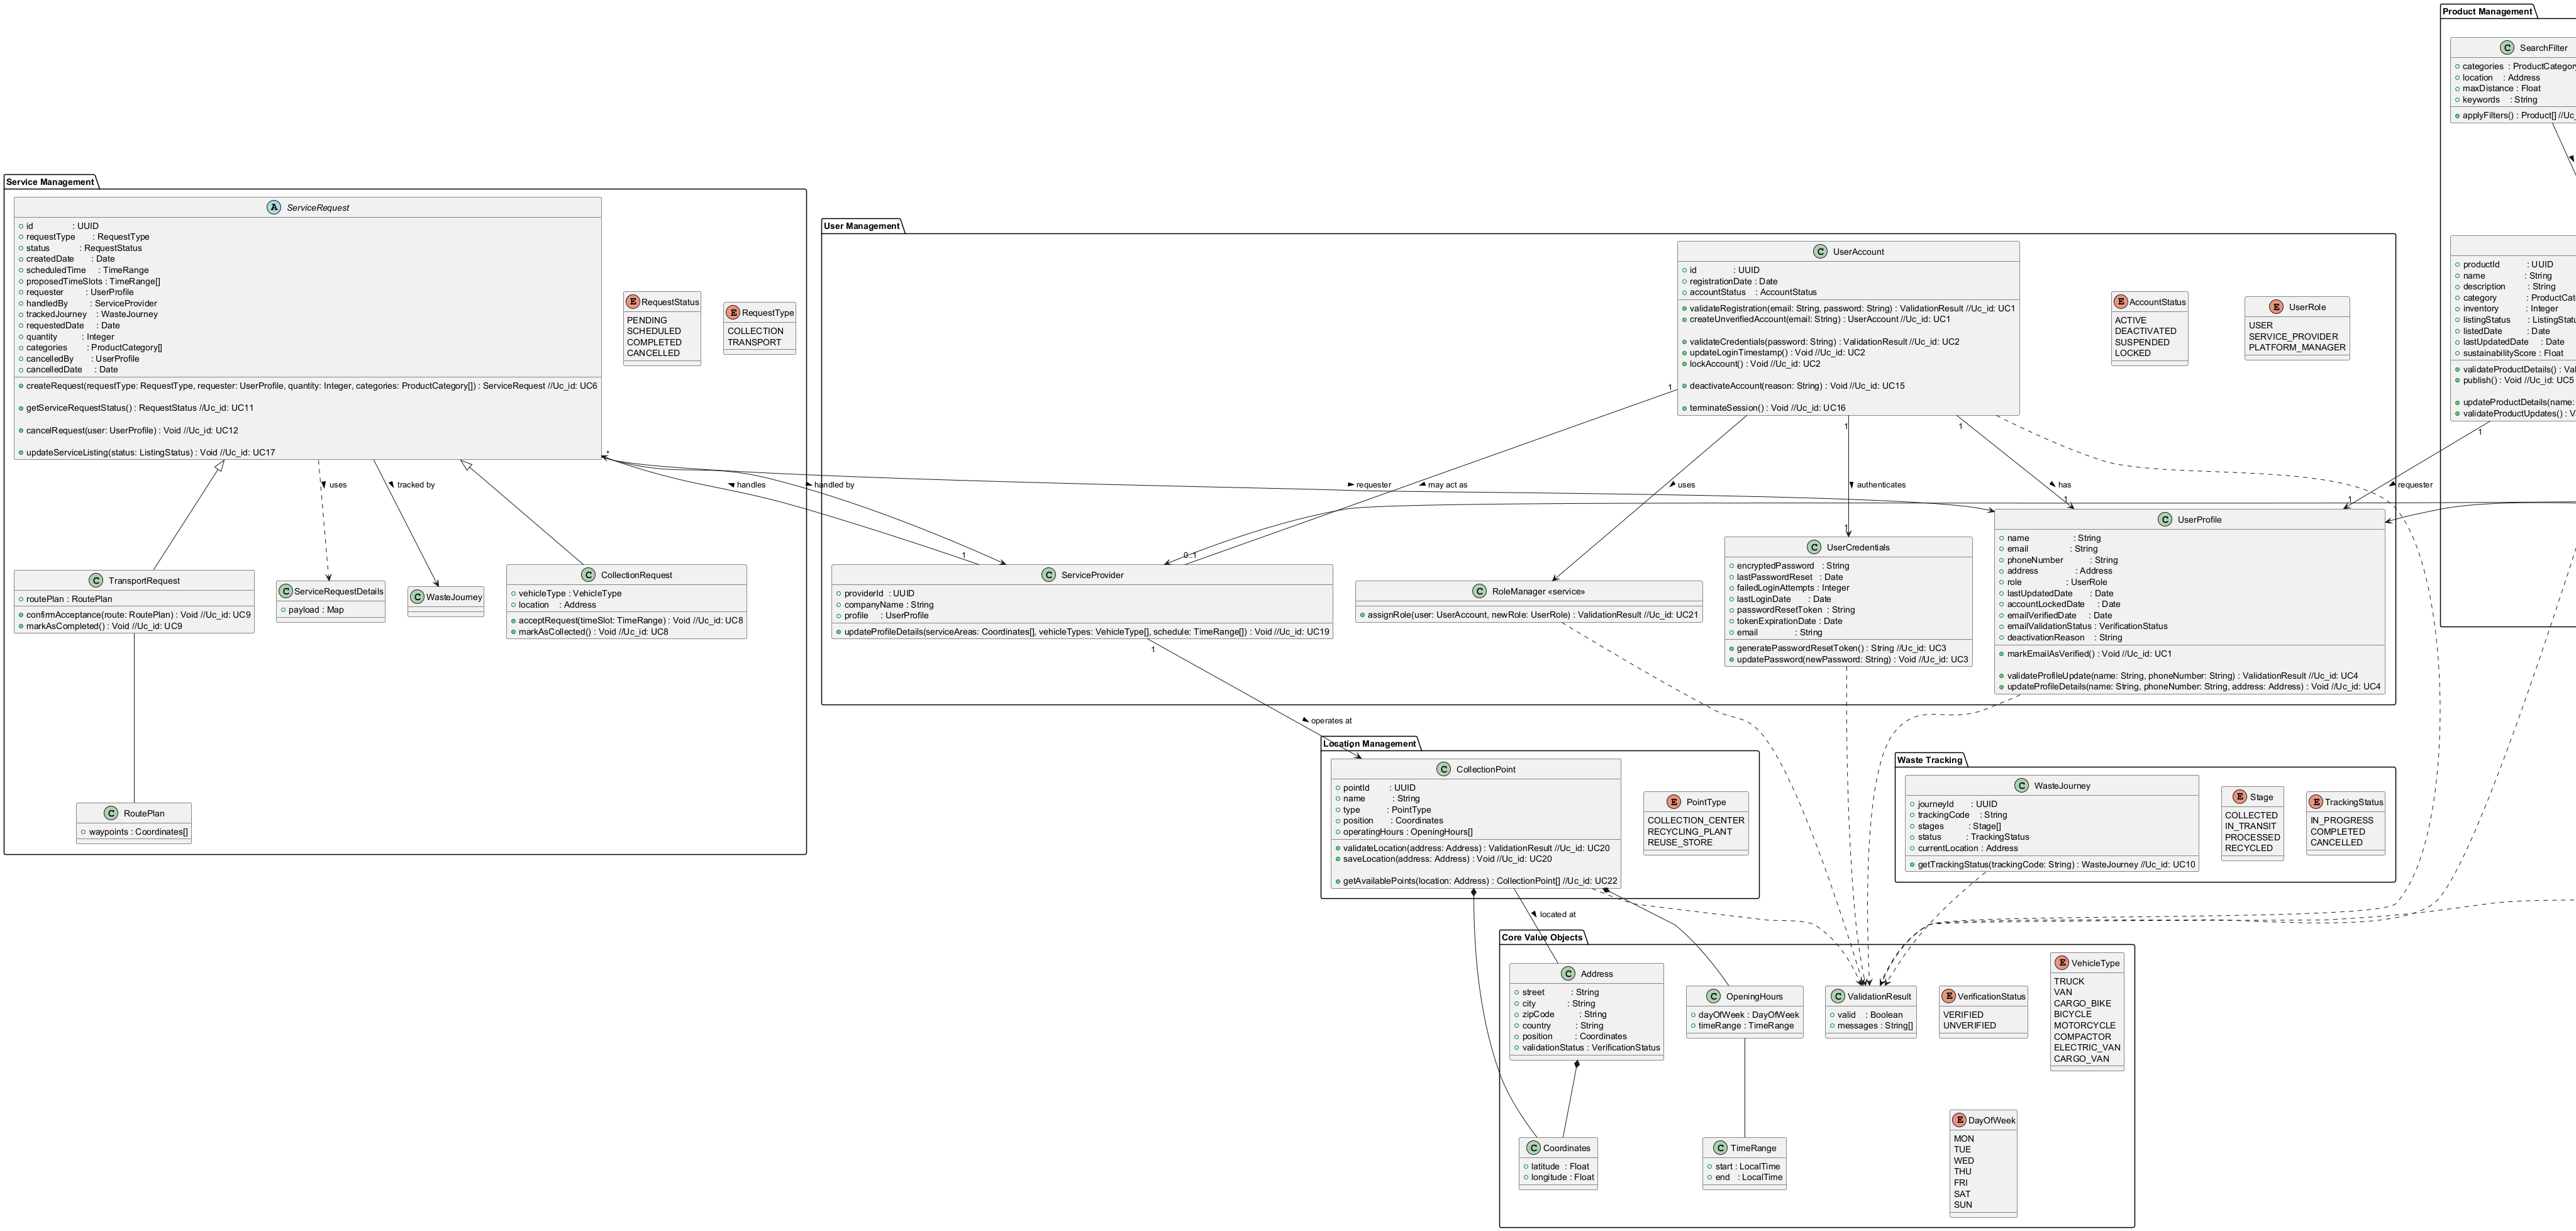 Product Management
SearchFilter
categories : ProductCategory
location : Address
maxDistance : Float
keywords : String
applyFilters() : Product[] //Uc_
productId : UUID
name : String
description : String
category : ProductCat
inventory : Integer
listingStatus : ListingStatu
listedDate : Date
lastUpdatedDate : Date
sustainabilityScore : Float
validateProductDetails() : Val
publish() : Void //Uc_id: UC5
updateProductDetails(name:
validateProductUpdates() : V
1
requester
1
Service Management
ServiceRequest
id : UUID
requestType : RequestType
status : RequestStatus
createdDate : Date
scheduledTime : TimeRange
proposedTimeSlots : TimeRange[]
requester : UserProfile
handledBy : ServiceProvider
trackedJourney : WasteJourney
requestedDate : Date
quantity : Integer
categories : ProductCategory[]
cancelledBy : UserProfile
cancelledDate : Date
createRequest(requestType: RequestType, requester: UserProfile, quantity: Integer, categories: ProductCategory[]) : ServiceRequest //Uc_id: UC6
getServiceRequestStatus() : RequestStatus //Uc_id: UC11
cancelRequest(user: UserProfile) : Void //Uc_id: UC12
updateServiceListing(status: ListingStatus) : Void //Uc_id: UC17
RequestStatus
PENDING
SCHEDULED
COMPLETED
CANCELLED
RequestType
COLLECTION
TRANSPORT
uses
tracked by
*
handles
handled by
requester
TransportRequest
routePlan : RoutePlan
confirmAcceptance(route: RoutePlan) : Void //Uc_id: UC9
markAsCompleted() : Void //Uc_id: UC9
ServiceRequestDetails
payload : Map
WasteJourney
CollectionRequest
vehicleType : VehicleType
location : Address
acceptRequest(timeSlot: TimeRange) : Void //Uc_id: UC8
markAsCollected() : Void //Uc_id: UC8
RoutePlan
waypoints : Coordinates[]
User Management
UserAccount
id : UUID
registrationDate : Date
accountStatus : AccountStatus
validateRegistration(email: String, password: String) : ValidationResult //Uc_id: UC1
createUnverifiedAccount(email: String) : UserAccount //Uc_id: UC1
validateCredentials(password: String) : ValidationResult //Uc_id: UC2
updateLoginTimestamp() : Void //Uc_id: UC2
lockAccount() : Void //Uc_id: UC2
deactivateAccount(reason: String) : Void //Uc_id: UC15
terminateSession() : Void //Uc_id: UC16
AccountStatus
ACTIVE
DEACTIVATED
SUSPENDED
LOCKED
UserRole
USER
SERVICE_PROVIDER
PLATFORM_MANAGER
1
1
1
may act as
uses
authenticates
has
1
0..1
1
1
ServiceProvider
providerId : UUID
companyName : String
profile : UserProfile
updateProfileDetails(serviceAreas: Coordinates[], vehicleTypes: VehicleType[], schedule: TimeRange[]) : Void //Uc_id: UC19
RoleManager «service»
assignRole(user: UserAccount, newRole: UserRole) : ValidationResult //Uc_id: UC21
UserCredentials
encryptedPassword : String
lastPasswordReset : Date
failedLoginAttempts : Integer
lastLoginDate : Date
passwordResetToken : String
tokenExpirationDate : Date
email : String
generatePasswordResetToken() : String //Uc_id: UC3
updatePassword(newPassword: String) : Void //Uc_id: UC3
UserProfile
name : String
email : String
phoneNumber : String
address : Address
role : UserRole
lastUpdatedDate : Date
accountLockedDate : Date
emailVerifiedDate : Date
emailValidationStatus : VerificationStatus
deactivationReason : String
markEmailAsVerified() : Void //Uc_id: UC1
validateProfileUpdate(name: String, phoneNumber: String) : ValidationResult //Uc_id: UC4
updateProfileDetails(name: String, phoneNumber: String, address: Address) : Void //Uc_id: UC4
1
operates at
Location Management
CollectionPoint
pointId : UUID
name : String
type : PointType
position : Coordinates
operatingHours : OpeningHours[]
validateLocation(address: Address) : ValidationResult //Uc_id: UC20
saveLocation(address: Address) : Void //Uc_id: UC20
getAvailablePoints(location: Address) : CollectionPoint[] //Uc_id: UC22
PointType
COLLECTION_CENTER
RECYCLING_PLANT
REUSE_STORE
located at
Waste Tracking
WasteJourney
journeyId : UUID
trackingCode : String
stages : Stage[]
status : TrackingStatus
currentLocation : Address
getTrackingStatus(trackingCode: String) : WasteJourney //Uc_id: UC10
Stage
COLLECTED
IN_TRANSIT
PROCESSED
RECYCLED
TrackingStatus
IN_PROGRESS
COMPLETED
CANCELLED
Core Value Objects
Address
street : String
city : String
zipCode : String
country : String
position : Coordinates
validationStatus : VerificationStatus
OpeningHours
dayOfWeek : DayOfWeek
timeRange : TimeRange
ValidationResult
valid : Boolean
messages : String[]
VerificationStatus
VERIFIED
UNVERIFIED
VehicleType
TRUCK
VAN
CARGO_BIKE
BICYCLE
MOTORCYCLE
COMPACTOR
ELECTRIC_VAN
CARGO_VAN
Coordinates
latitude : Float
longitude : Float
TimeRange
start : LocalTime
end : LocalTime
DayOfWeek
MON
TUE
WED
THU
FRI
SAT
SUN